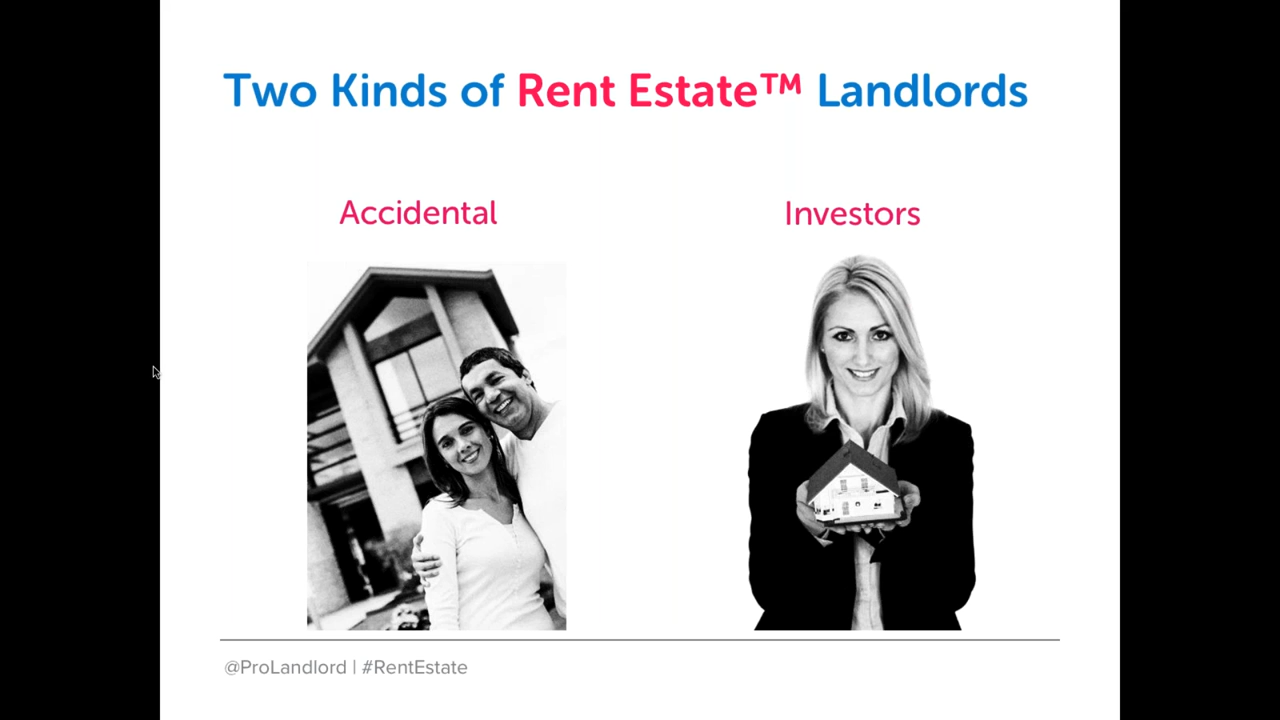 Two Kinds of Rent Estate™ Landlords
Accidental
Investors
@ProLandlord | #RentEstate